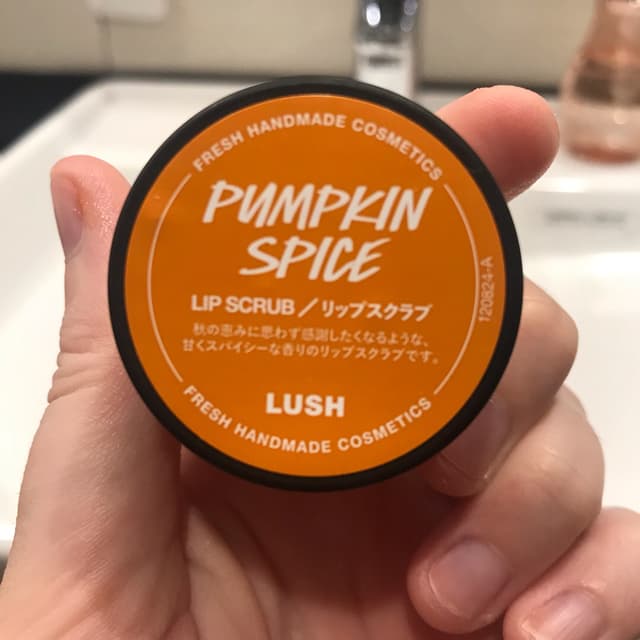 FRESH HANDMADE COSMETICS
PUMPKIN
SPICE
LIP SCRUB／リップスクラブ
秋の恵みに思わず感謝したくなるような、
甘くスパイシーな香りのリップスクラブです。
LUSH
FRESH HANDMADE COSMETICS
120824-A